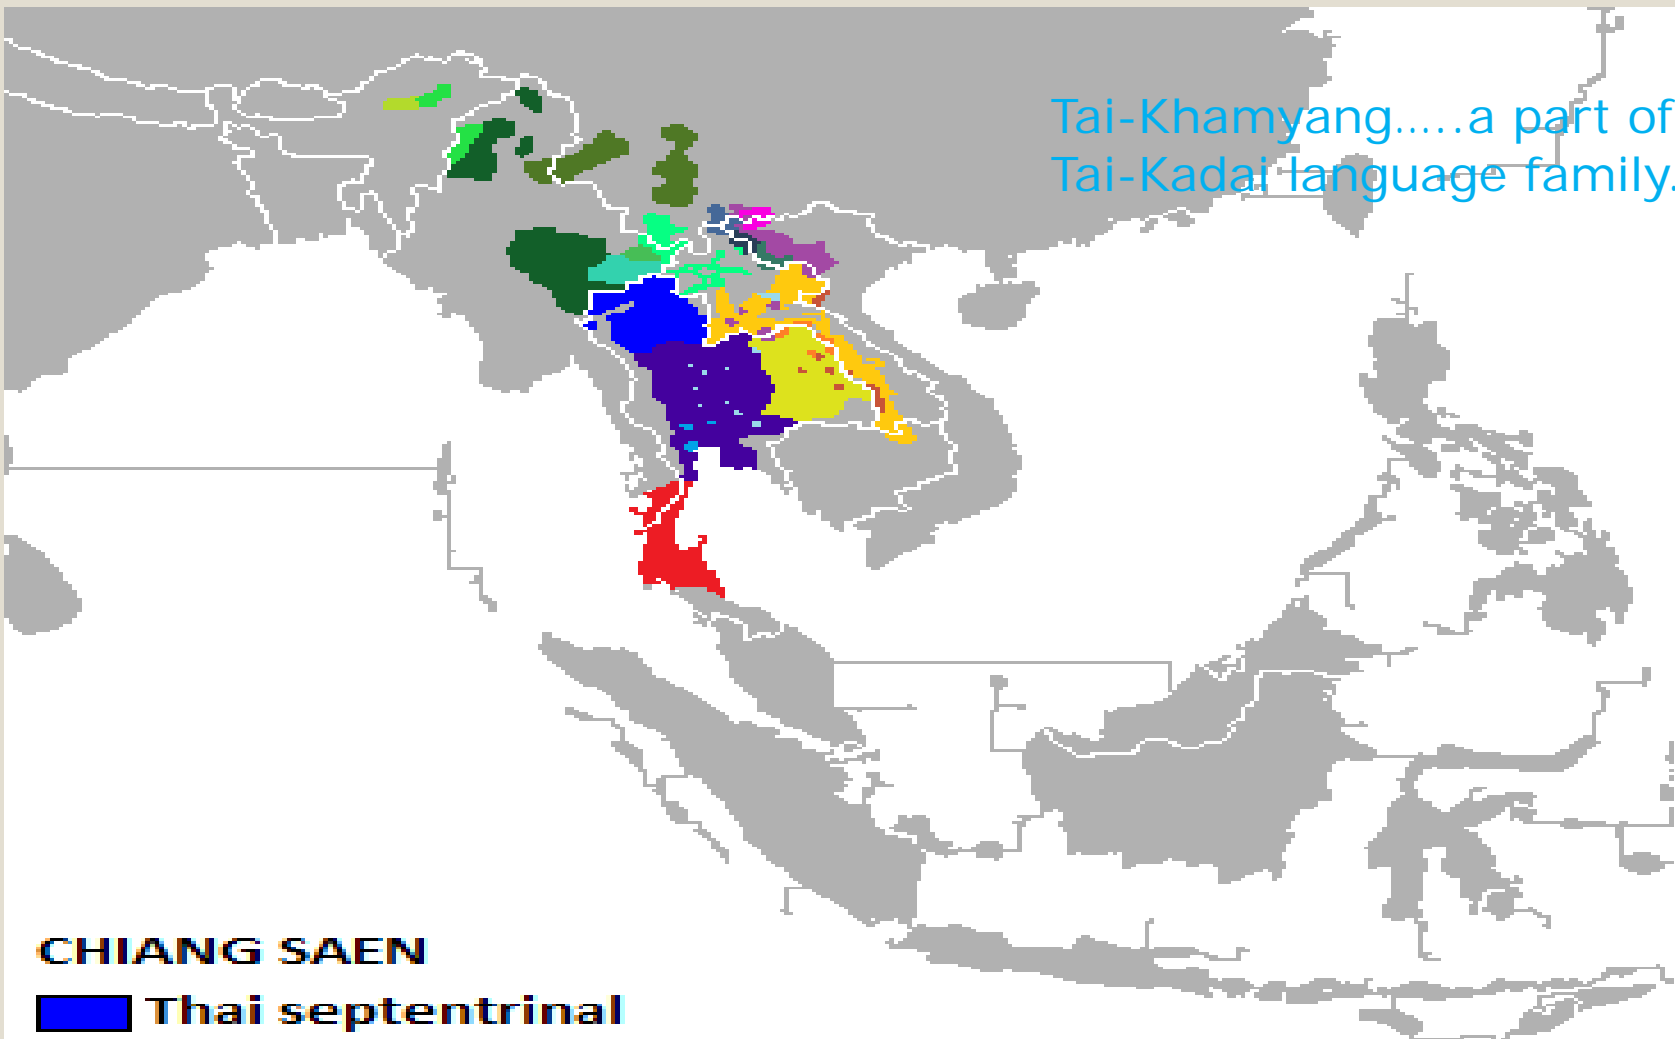 Tai-Khamyang.....a part of
Tai-Kadai language family.
CHIANG SAEN
Thai septentrinal